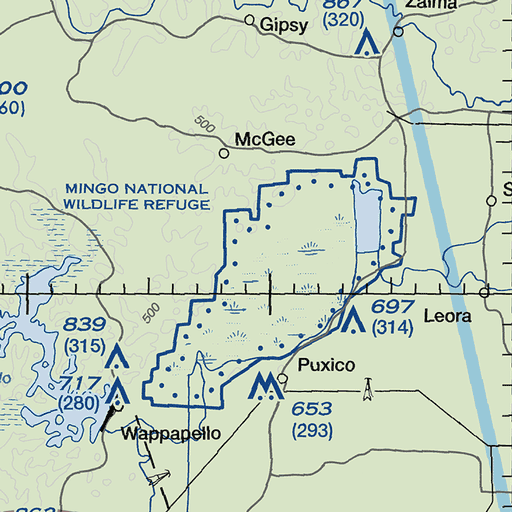 867
(320)
Zalma
Gipsy
500
McGee
MINGO NATIONAL
WILDLIFE REFUGE
500
697
(314)
Leora
839
(315)
Puxico
717
(280)
653
(293)
Wappapello